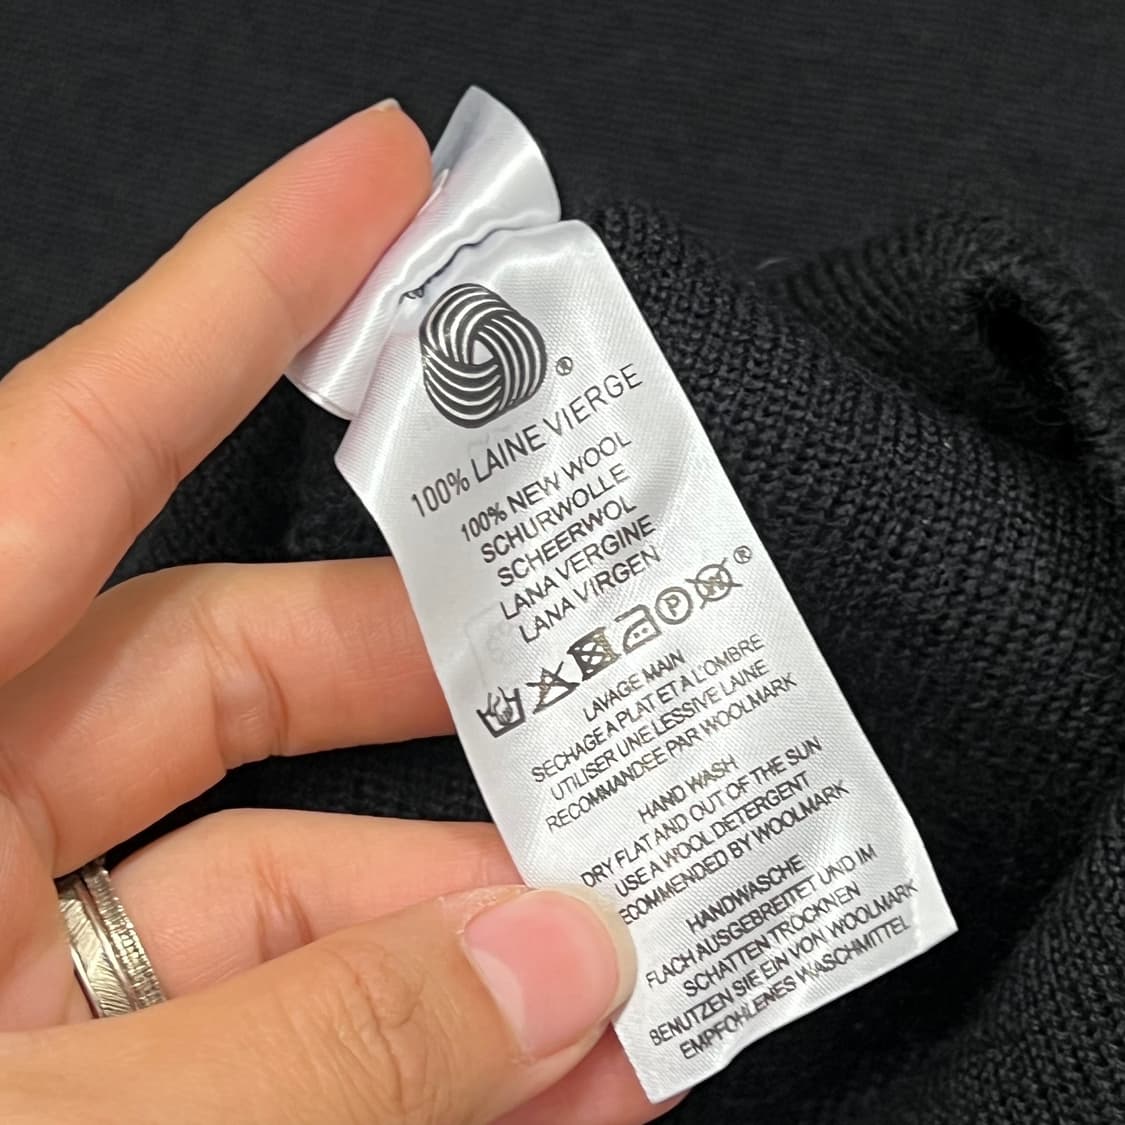 ®
100% LAINE VIERGE
100% NEW WOOL
SCHURWOLLE
SCHEERWOL
LANA VERGINE
LANA VIRGEN
P W ®
LAVAGE MAIN
SECHAGE A PLAT ET A L'OMBRE
UTILISER UNE LESSIVE LAINE
RECOMMANDEE PAR WOOLMARK
HAND WASH
DRY FLAT AND OUT OF THE SUN
USE A WOOL DETERGENT
ECOMMENDED BY WOOLMARK
HANDWASCHE
FLACH AUSGEBREITET UND IM
SCHATTEN TROCKNEN
BENUTZEN SIE EIN VON WOOLMARK
EMPFOHLENES WASCHMITTEL